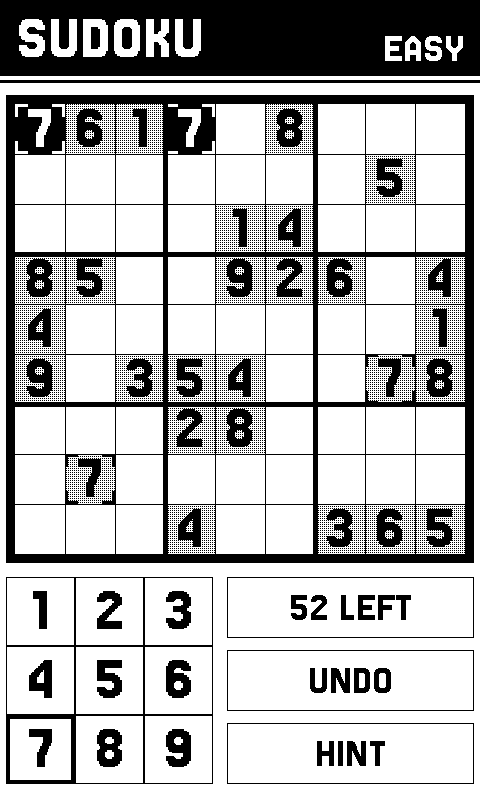 SUDOKU EASY
7 6 1 7 8
5
1 4
8 5 9 2 6 4
4 1
9 3 5 4 7 8
2 8
7
4 3 6 5
1 2 3 52 LEFT
4 5 6 UNDO
7 8 9 HINT